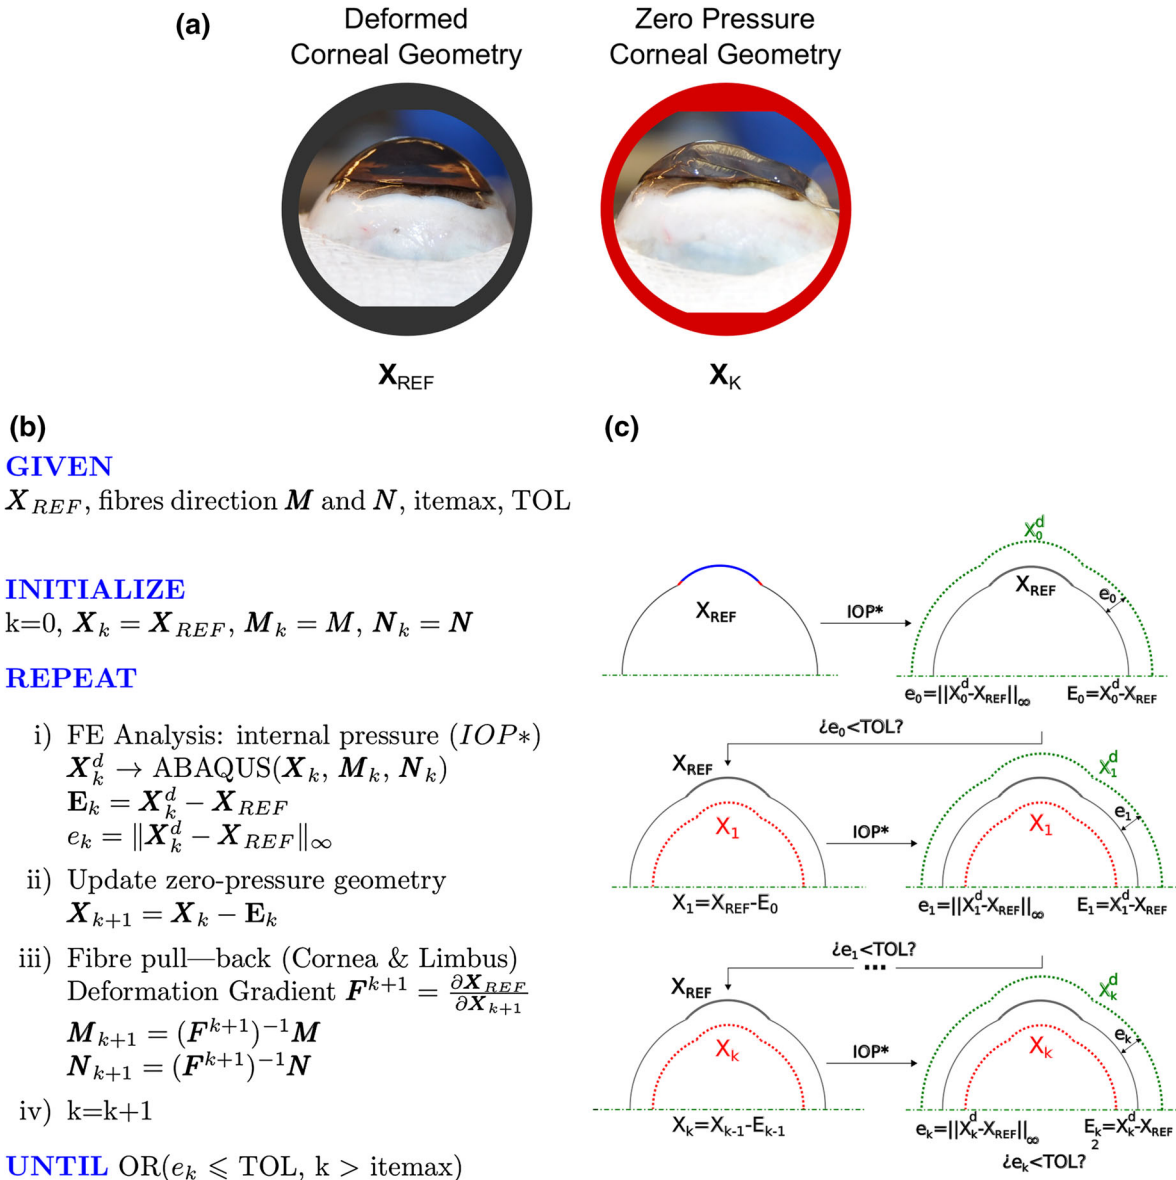 (a)
Deformed
Corneal Geometry
Zero Pressure
Corneal Geometry
X_REF
X_K
(b)
GIVEN
X_REF, fibres direction M and N, itemax, TOL
INITIALIZE
k=0, X_k = X_REF, M_k = M, N_k = N
REPEAT
i) FE Analysis: internal pressure (IOP*)
X_k^d → ABAQUS(X_k, M_k, N_k)
E_k = X_k^d − X_REF
e_k = ‖X_k^d − X_REF‖_∞
ii) Update zero-pressure geometry
X_{k+1} = X_k − E_k
iii) Fibre pull—back (Cornea & Limbus)
Deformation Gradient F^{k+1} = ∂X_REF/∂X_{k+1}
M_{k+1} = (F^{k+1})^{−1}M
N_{k+1} = (F^{k+1})^{−1}N
iv) k=k+1
UNTIL OR(e_k ⩽ TOL, k > itemax)
(c)
X_0^d
X_REF
X_REF
IOP*
e_0
e_0=||X_0^d-X_REF||_∞
E_0=X_0^d-X_REF
¿e_0<TOL?
X_REF
X_1^d
X_1
X_1
IOP*
e_1
X_1=X_REF-E_0
e_1=||X_1^d-X_REF||_∞
E_1=X_1^d-X_REF
¿e_1<TOL?
...
X_REF
X_k^d
X_k
X_k
IOP*
e_k
X_k=X_{k-1}-E_{k-1}
e_k=||X_k^d-X_REF||_∞
E_k=X_k^d-X_REF
2
¿e_k<TOL?